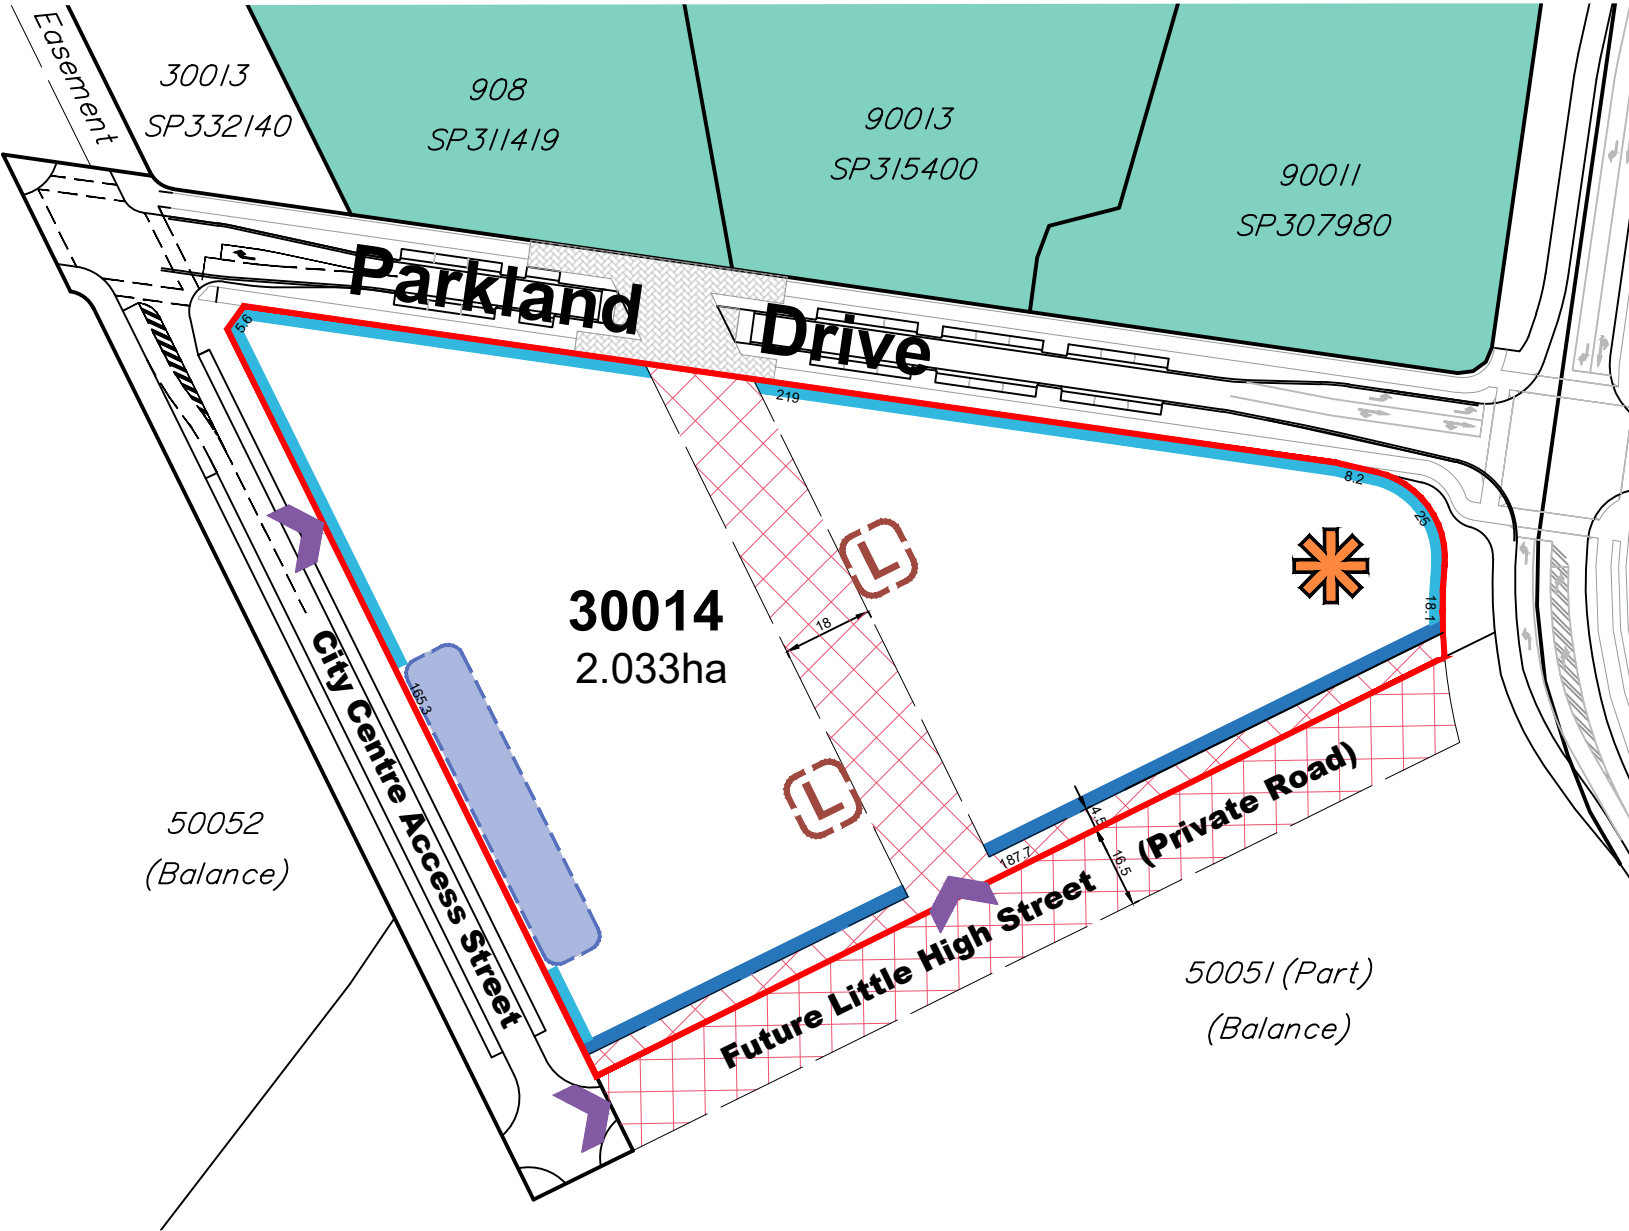 Easement
30013
SP332140
908
SP311419
90013
SP315400
90011
SP307980
Parkland Drive
5.6
219
8.2
25
18.1
L
30014
2.033ha
18
165.3
City Centre Access Street
L
50052
(Balance)
4.5
187.7
16.5
Future Little High Street (Private Road)
50051 (Part)
(Balance)